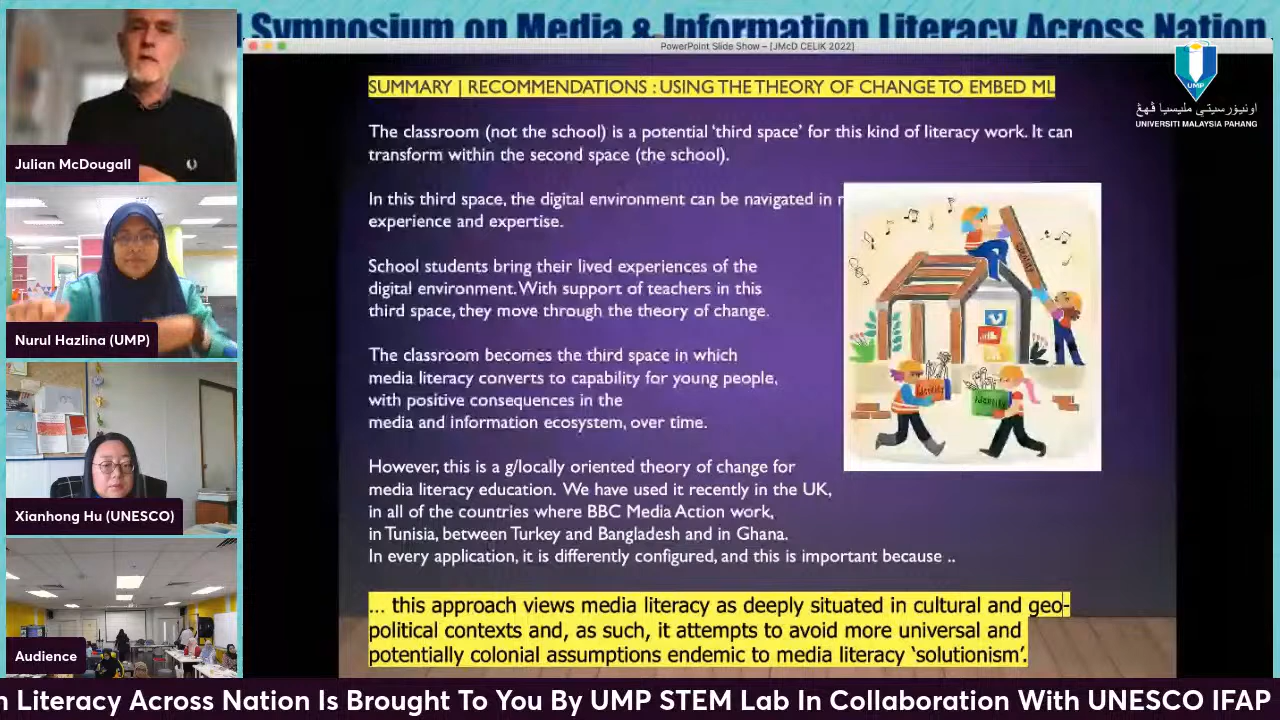 Symposium on Media & Information Literacy Across Nation
PowerPoint Slide Show – [JMcD CELIK 2022]
UMP
اونيۏرسيتي مليسيا ڤهڠ
UNIVERSITI MALAYSIA PAHANG
Julian McDougall
Nurul Hazlina (UMP)
Xianhong Hu (UNESCO)
Audience
SUMMARY | RECOMMENDATIONS : USING THE THEORY OF CHANGE TO EMBED ML
The classroom (not the school) is a potential ‘third space’ for this kind of literacy work. It can
transform within the second space (the school).
In this third space, the digital environment can be navigated in
experience and expertise.
School students bring their lived experiences of the
digital environment. With support of teachers in this
third space, they move through the theory of change.
The classroom becomes the third space in which
media literacy converts to capability for young people,
with positive consequences in the
media and information ecosystem, over time.
However, this is a g/locally oriented theory of change for
media literacy education. We have used it recently in the UK,
in all of the countries where BBC Media Action work,
in Tunisia, between Turkey and Bangladesh and in Ghana.
In every application, it is differently configured, and this is important because ..
... this approach views media literacy as deeply situated in cultural and geo-
political contexts and, as such, it attempts to avoid more universal and
potentially colonial assumptions endemic to media literacy ‘solutionism’.
Identity
Literacy Across Nation Is Brought To You By UMP STEM Lab In Collaboration With UNESCO IFAP